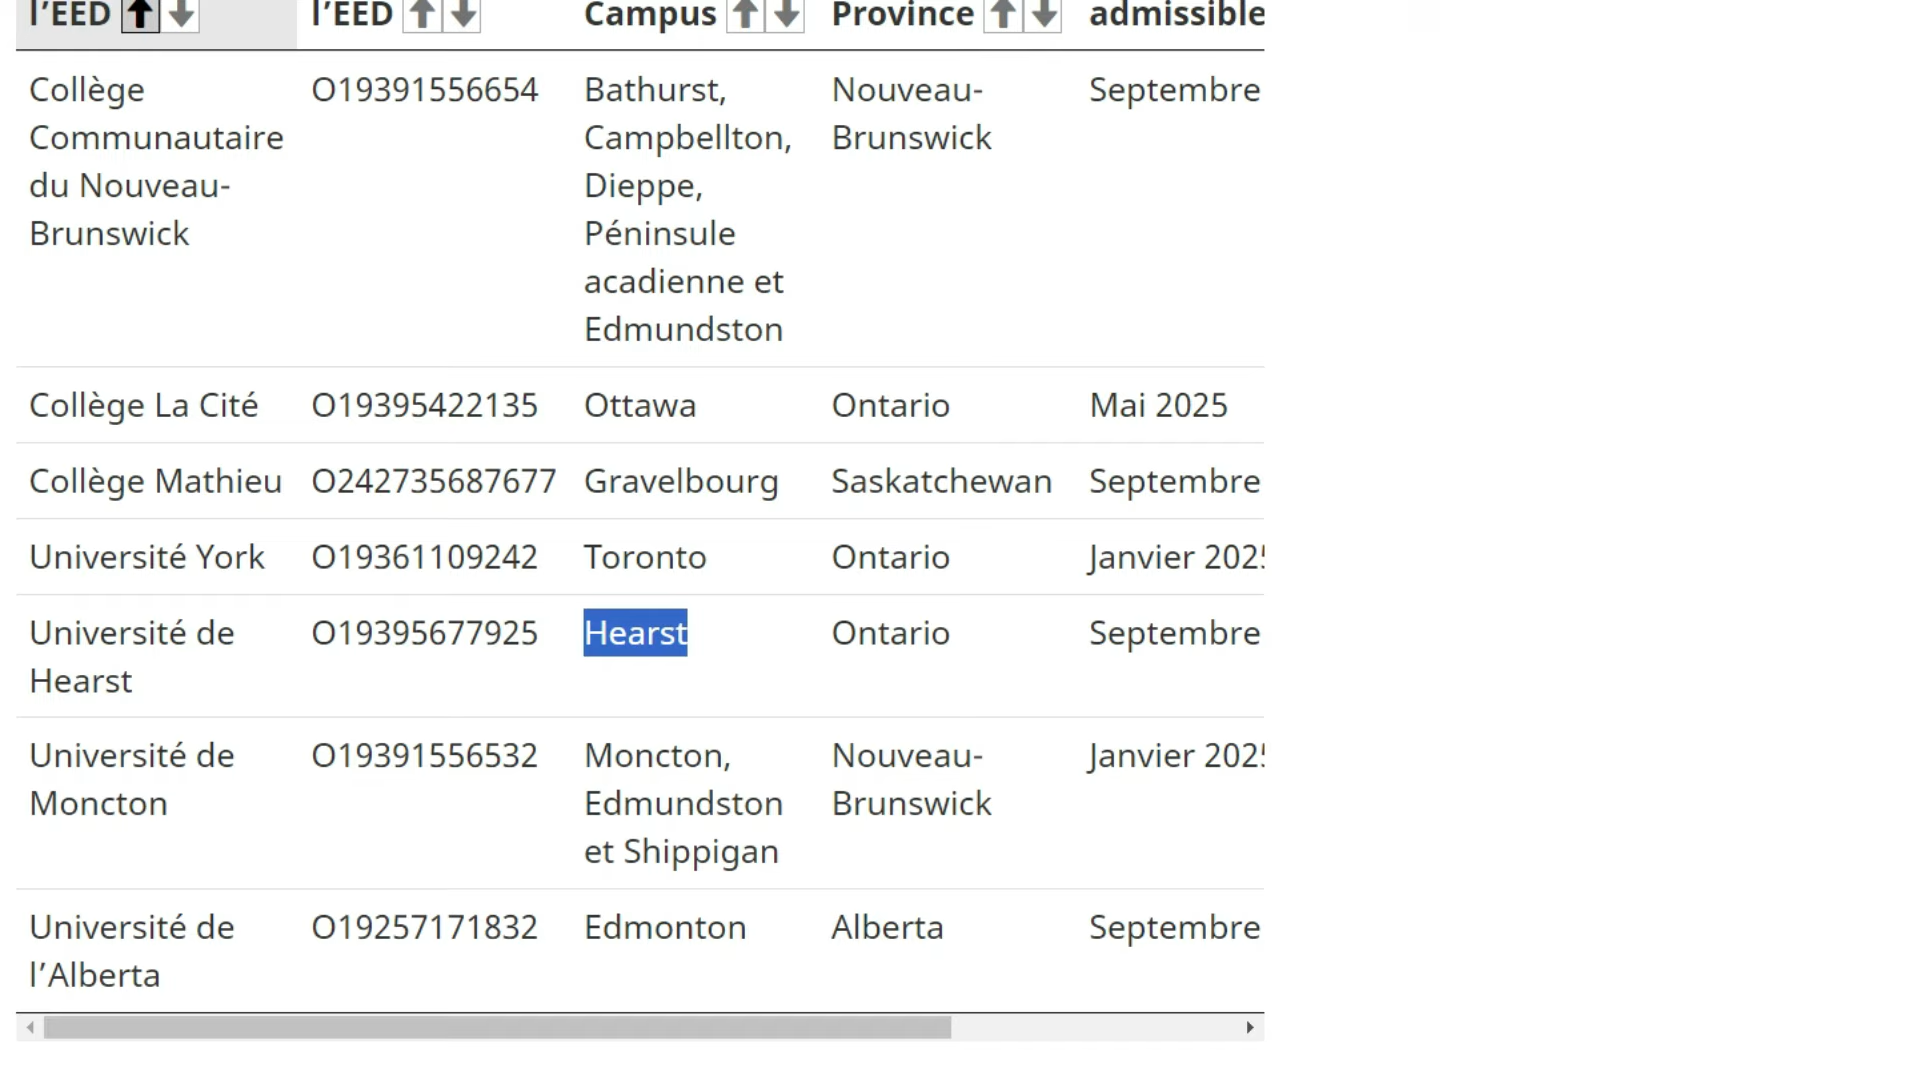 l’EED l’EED Campus Province admissible
Collège O19391556654 Bathurst, Nouveau- Septembre
Communautaire Campbellton, Brunswick
du Nouveau- Dieppe,
Brunswick Péninsule
acadienne et
Edmundston
Collège La Cité O19395422135 Ottawa Ontario Mai 2025
Collège Mathieu O242735687677 Gravelbourg Saskatchewan Septembre
Université York O19361109242 Toronto Ontario Janvier 2025
Université de O19395677925 Hearst Ontario Septembre
Hearst
Université de O19391556532 Moncton, Nouveau- Janvier 2025
Moncton Edmundston Brunswick
et Shippigan
Université de O19257171832 Edmonton Alberta Septembre
l’Alberta